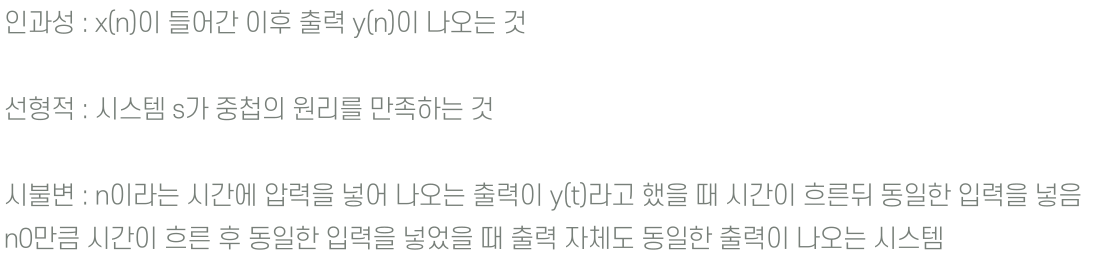 인과성 : x(n)이 들어간 이후 출력 y(n)이 나오는 것
선형적 : 시스템 s가 중첩의 원리를 만족하는 것
시불변 : n이라는 시간에 압력을 넣어 나오는 출력이 y(t)라고 했을 때 시간이 흐른뒤 동일한 입력을 넣음
n0만큼 시간이 흐른 후 동일한 입력을 넣었을 때 출력 자체도 동일한 출력이 나오는 시스템